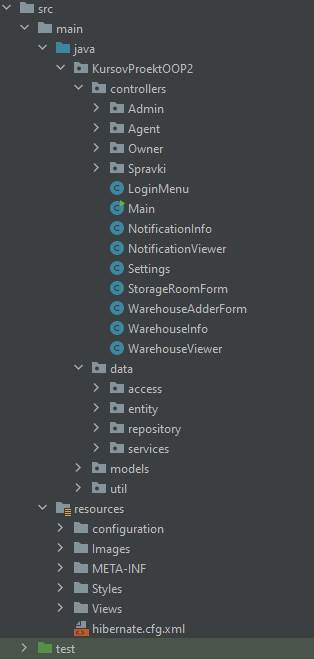 src
main
java
KursovProektOOP2
controllers
Admin
Agent
Owner
Spravki
LoginMenu
Main
NotificationInfo
NotificationViewer
Settings
StorageRoomForm
WarehouseAdderForm
WarehouseInfo
WarehouseViewer
data
access
entity
repository
services
models
util
resources
configuration
Images
META-INF
Styles
Views
hibernate.cfg.xml
test